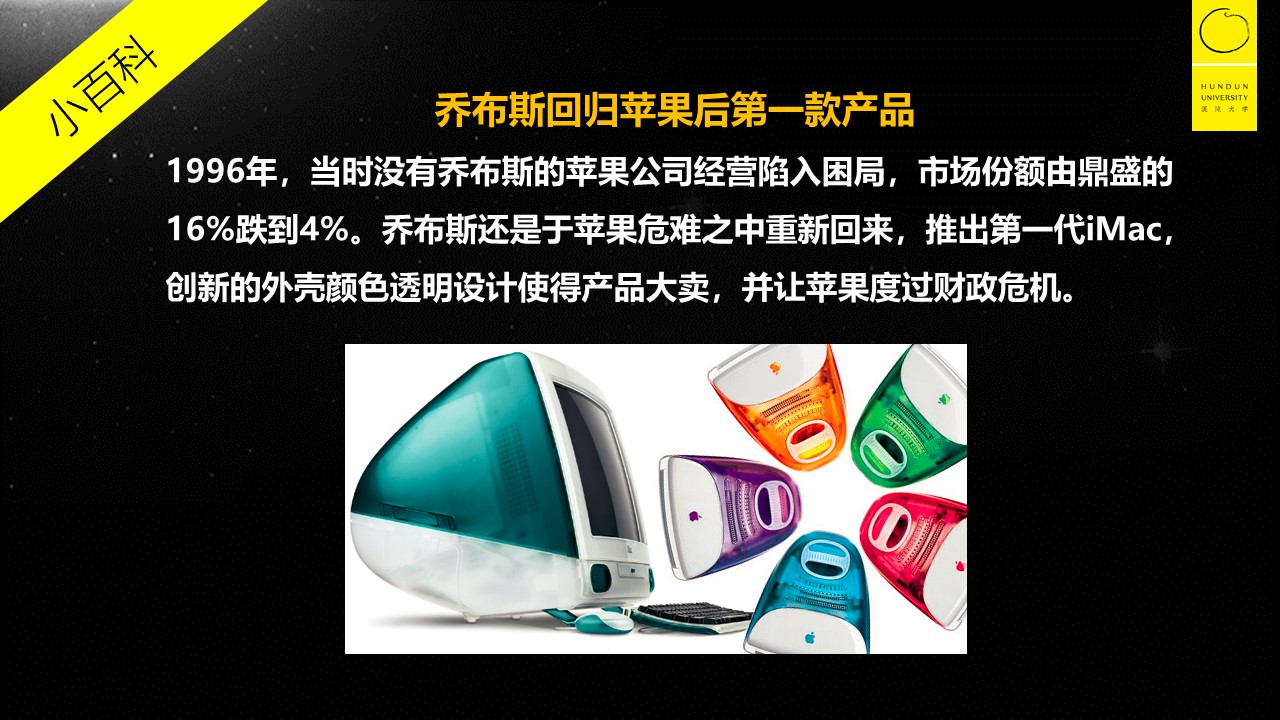 小百科
HUNDUN
UNIVERSITY
混沌大学
乔布斯回归苹果后第一款产品
1996年，当时没有乔布斯的苹果公司经营陷入困局，市场份额由鼎盛的
16%跌到4%。乔布斯还是于苹果危难之中重新回来，推出第一代iMac，
创新的外壳颜色透明设计使得产品大卖，并让苹果度过财政危机。